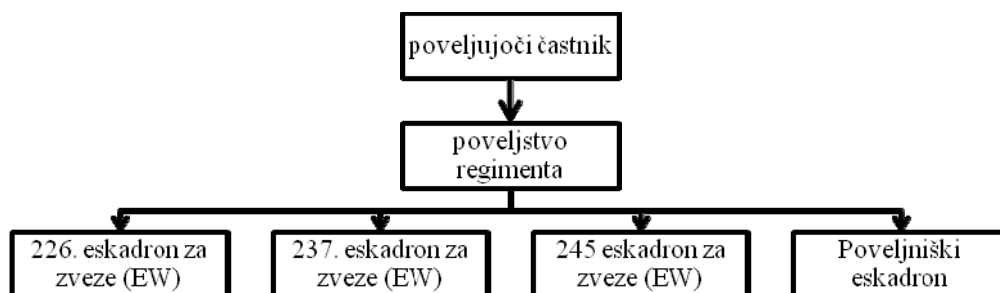 poveljujoči častnik
poveljstvo
regimenta
226. eskadron za
zveze (EW)
237. eskadron za
zveze (EW)
245 eskadron za
zveze (EW)
Poveljniški
eskadron